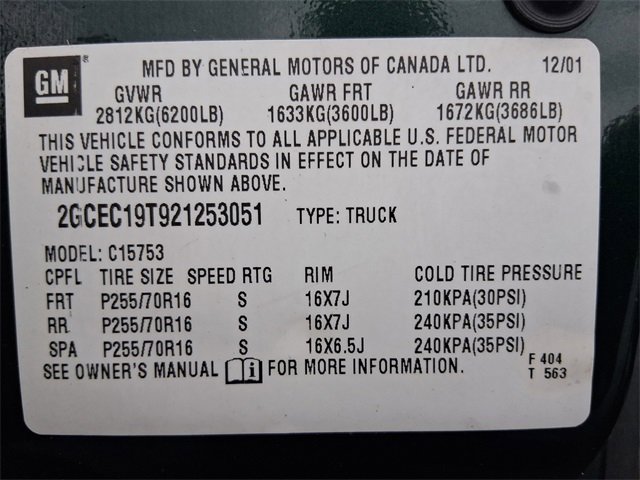 GM ® MFD BY GENERAL MOTORS OF CANADA LTD. 12/01
GVWR GAWR FRT GAWR RR
2812KG(6200LB) 1633KG(3600LB) 1672KG(3686LB)
THIS VEHICLE CONFORMS TO ALL APPLICABLE U.S. FEDERAL MOTOR
VEHICLE SAFETY STANDARDS IN EFFECT ON THE DATE OF
MANUFACTURE SHOWN ABOVE.
2GCEC19T921253051 TYPE: TRUCK
MODEL: C15753
CPFL TIRE SIZE SPEED RTG RIM COLD TIRE PRESSURE
FRT P255/70R16 S 16X7J 210KPA(30PSI)
RR P255/70R16 S 16X7J 240KPA(35PSI)
SPA P255/70R16 S 16X6.5J 240KPA(35PSI)
SEE OWNER'S MANUAL FOR MORE INFORMATION.
F 404
T 563